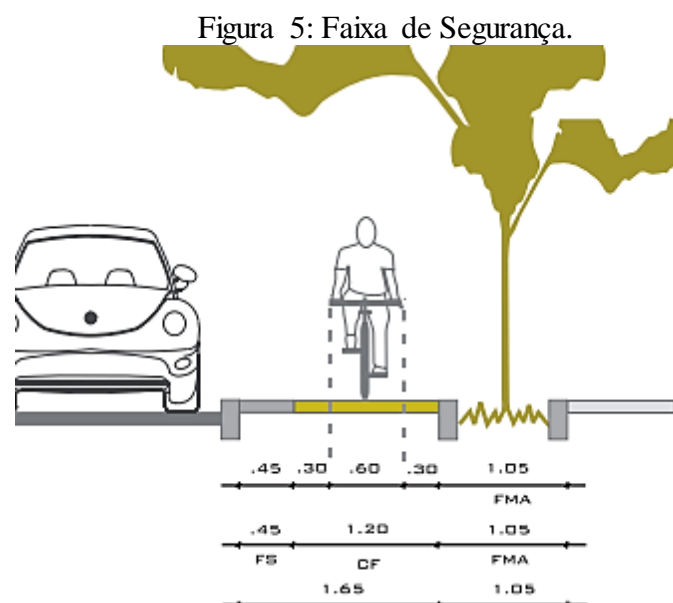 Figura 5: Faixa de Segurança.
.45 .30 .60 .30 1.05
FMA
.45 1.20 1.05
FS CF FMA
1.65 1.05